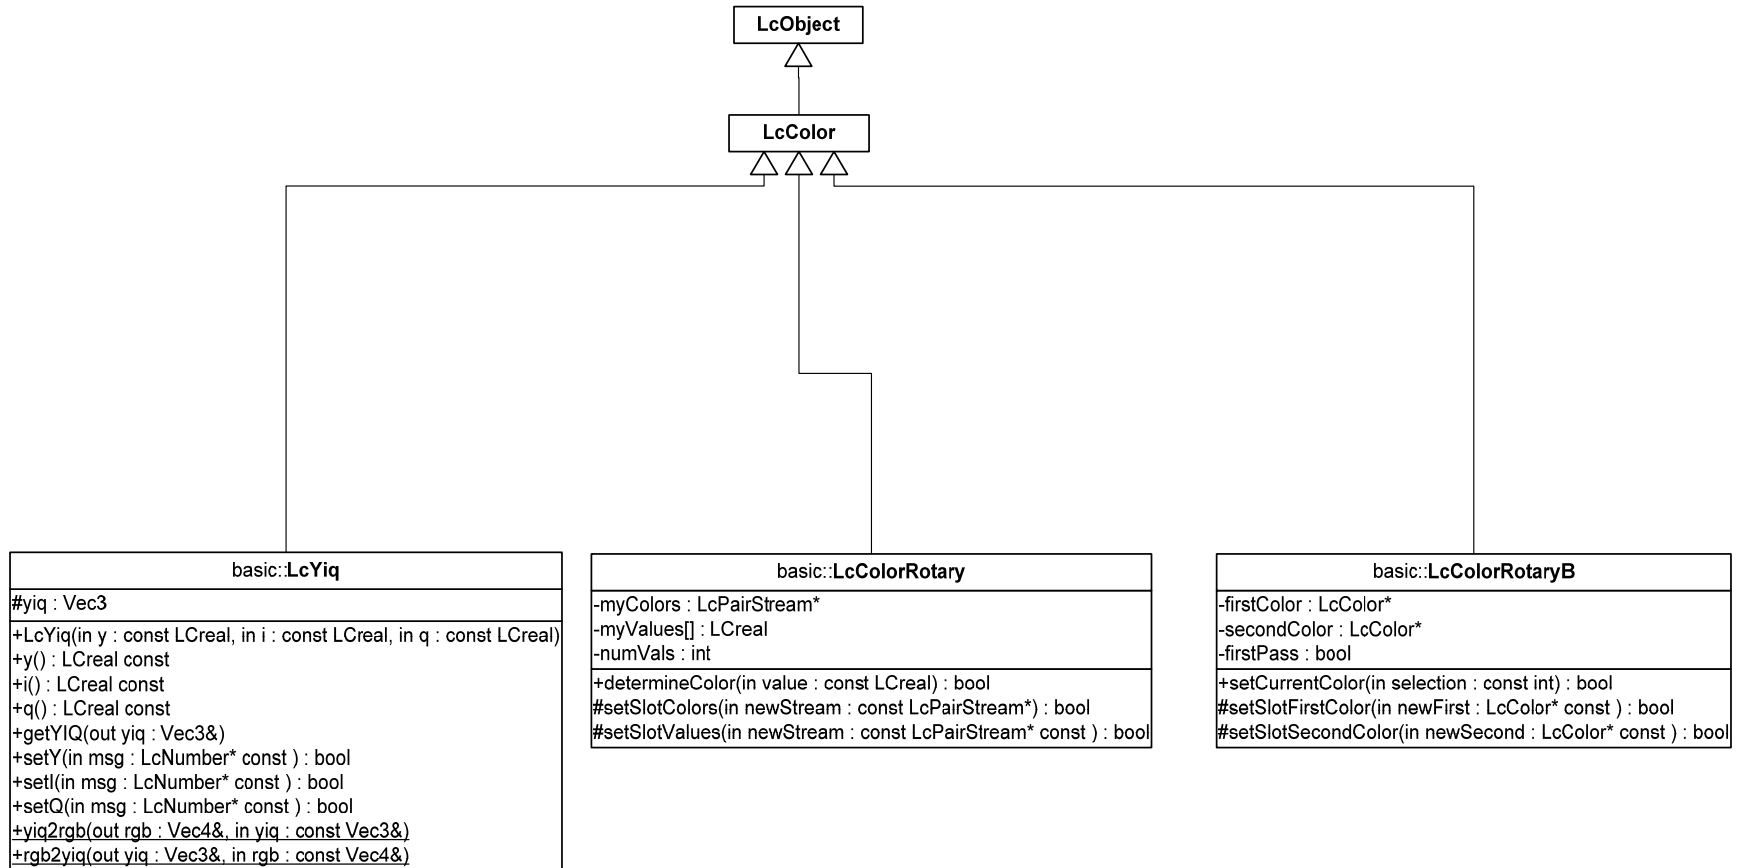 LcObject
LcColor
basic::LcYiq
#yiq : Vec3
+LcYiq(in y : const LCreal, in i : const LCreal, in q : const LCreal)
+y() : LCreal const
+i() : LCreal const
+q() : LCreal const
+getYIQ(out yiq : Vec3&)
+setY(in msg : LcNumber* const ) : bool
+setI(in msg : LcNumber* const ) : bool
+setQ(in msg : LcNumber* const ) : bool
+yiq2rgb(out rgb : Vec4&, in yiq : const Vec3&)
+rgb2yiq(out yiq : Vec3&, in rgb : const Vec4&)
basic::LcColorRotary
-myColors : LcPairStream*
-myValues[] : LCreal
-numVals : int
+determineColor(in value : const LCreal) : bool
#setSlotColors(in newStream : const LcPairStream*) : bool
#setSlotValues(in newStream : const LcPairStream* const ) : bool
basic::LcColorRotaryB
-firstColor : LcColor*
-secondColor : LcColor*
-firstPass : bool
+setCurrentColor(in selection : const int) : bool
#setSlotFirstColor(in newFirst : LcColor* const ) : bool
#setSlotSecondColor(in newSecond : LcColor* const ) : bool